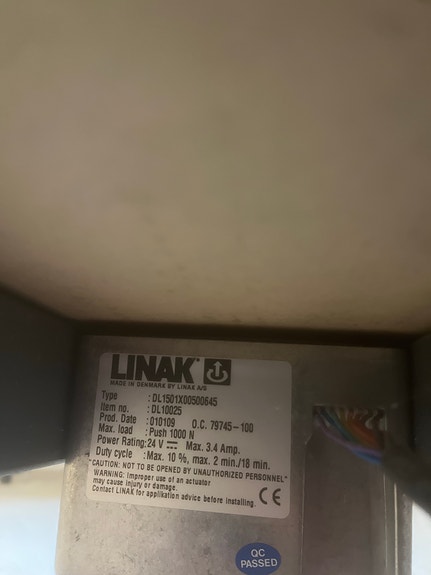 LINAK
MADE IN DENMARK BY LINAK A/S
Type : DL1501X00500645
Item no. : DL10025
Prod. Date : 010109 O.C. 79745-100
Max. load : Push 1000 N
Power Rating: 24 V Max. 3.4 Amp.
Duty cycle : Max. 10 %, max. 2 min./18 min.
"CAUTION: NOT TO BE OPENED BY UNAUTHORIZED PERSONNEL"
WARNING: Improper use of an actuator
may cause injury or damage.
Contact LINAK for applikation advice before installing.
CE
QC
PASSED